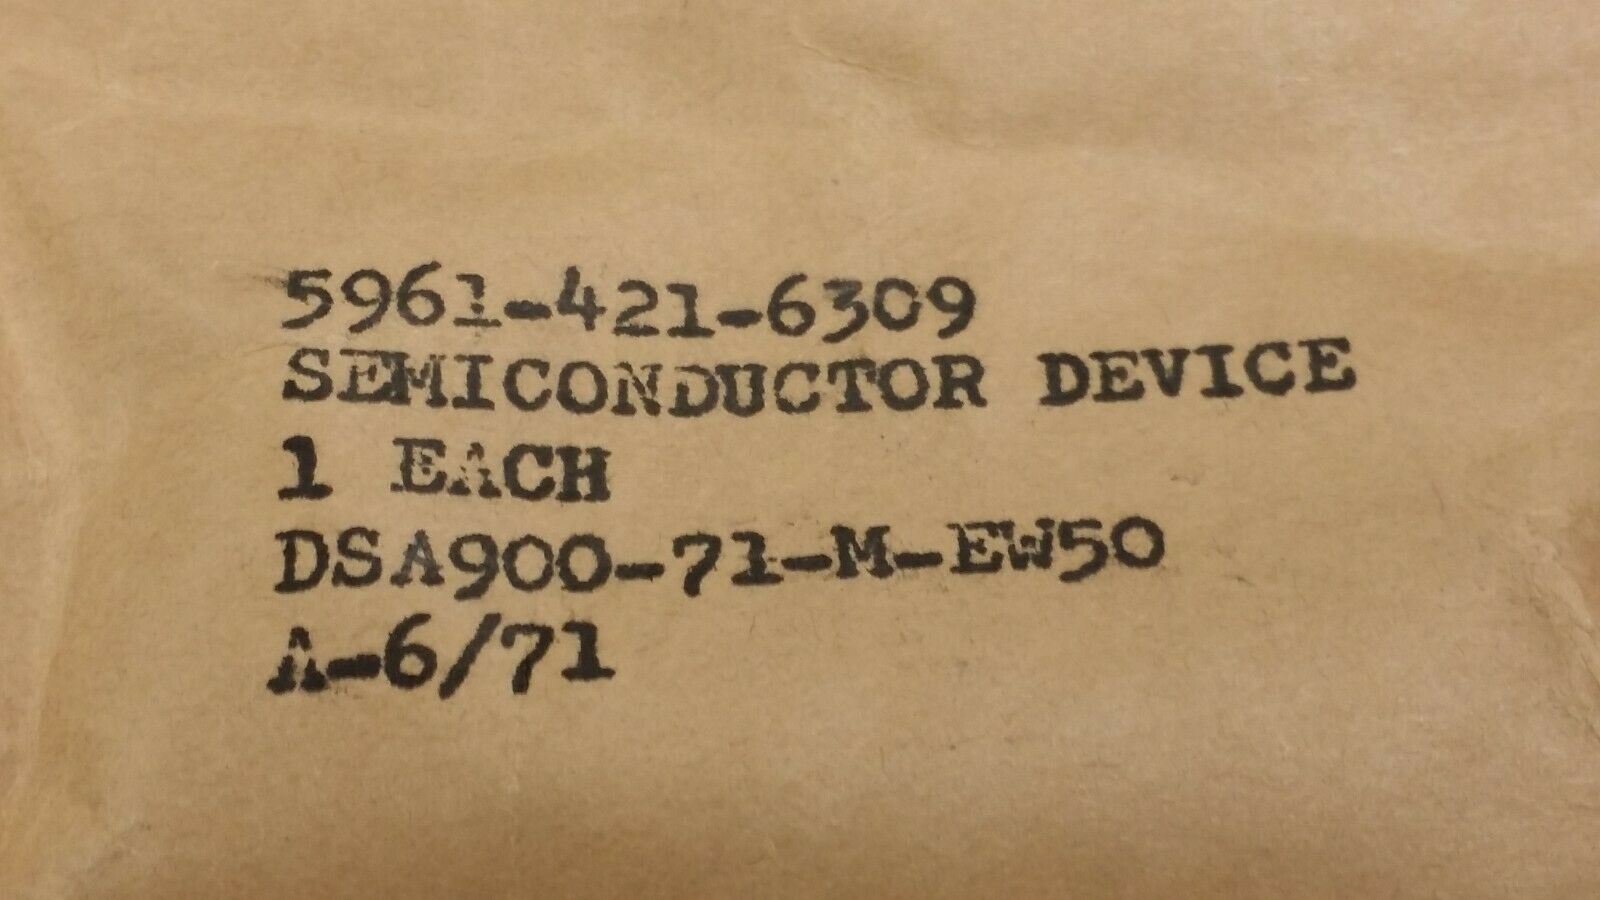 5961-421-6309
SEMICONDUCTOR DEVICE
1 EACH
DSA900-71-M-EW50
A-6/71